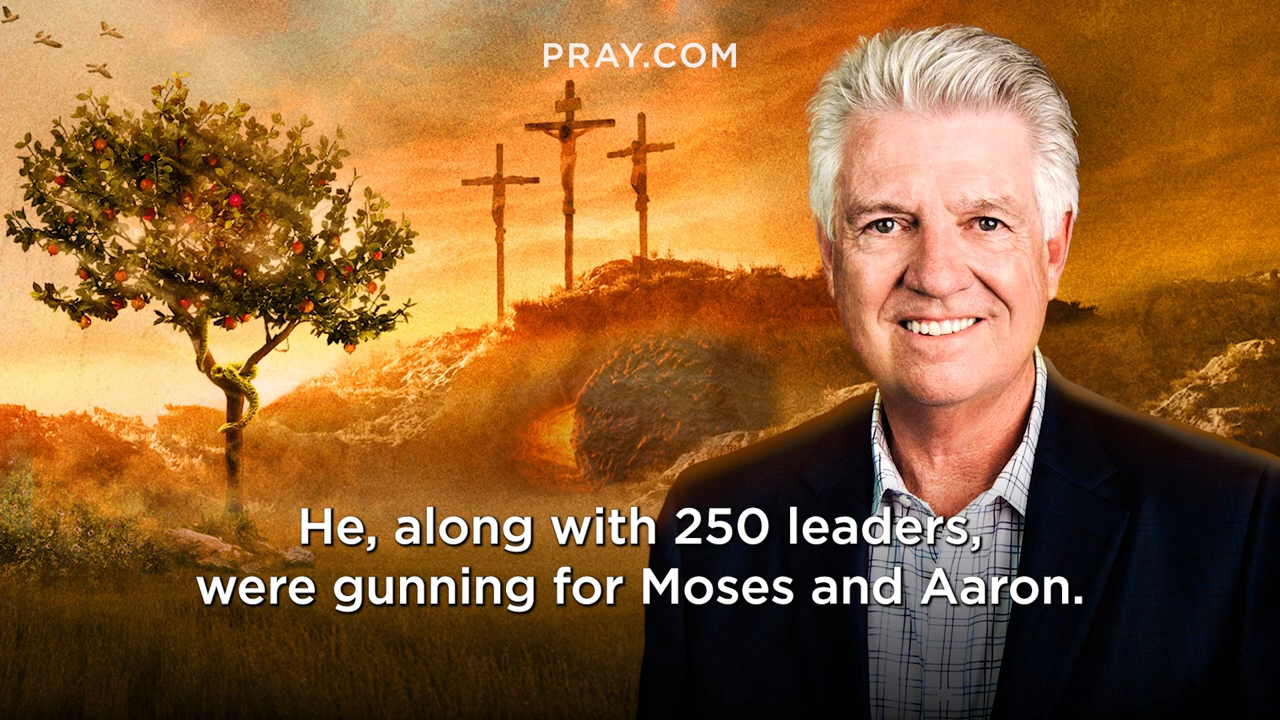 PRAY.COM
He, along with 250 leaders,
were gunning for Moses and Aaron.